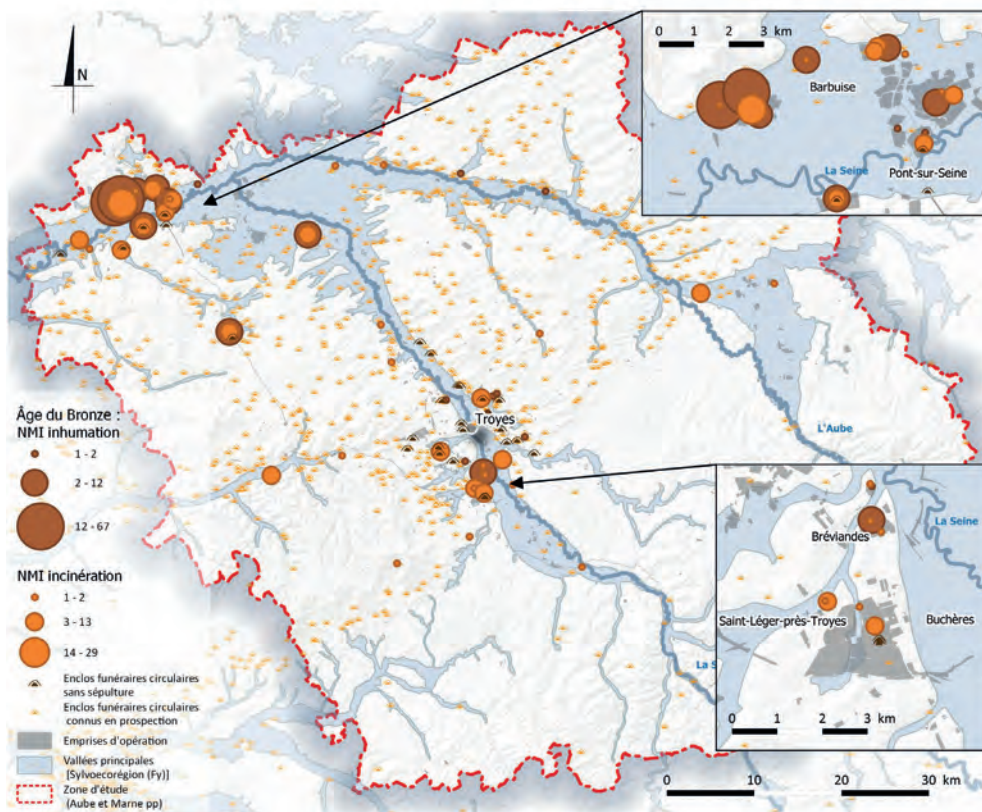 N
0 1 2 3 km
Barbuise
La Seine
Pont-sur-Seine
Troyes
L'Aube
Âge du Bronze :
NMI inhumation
1 - 2
2 - 12
12 - 67
NMI incinération
1 - 2
3 - 13
14 - 29
Enclos funéraires circulaires
sans sépulture
Enclos funéraires circulaires
connus en prospection
Emprises d'opération
Vallées principales
[Sylvoecorégion (Fy)]
Zone d'étude
(Aube et Marne pp)
La Seine
Bréviandes
Saint-Léger-près-Troyes
Buchères
0 1 2 3 km
La S
0 10 20 30 km